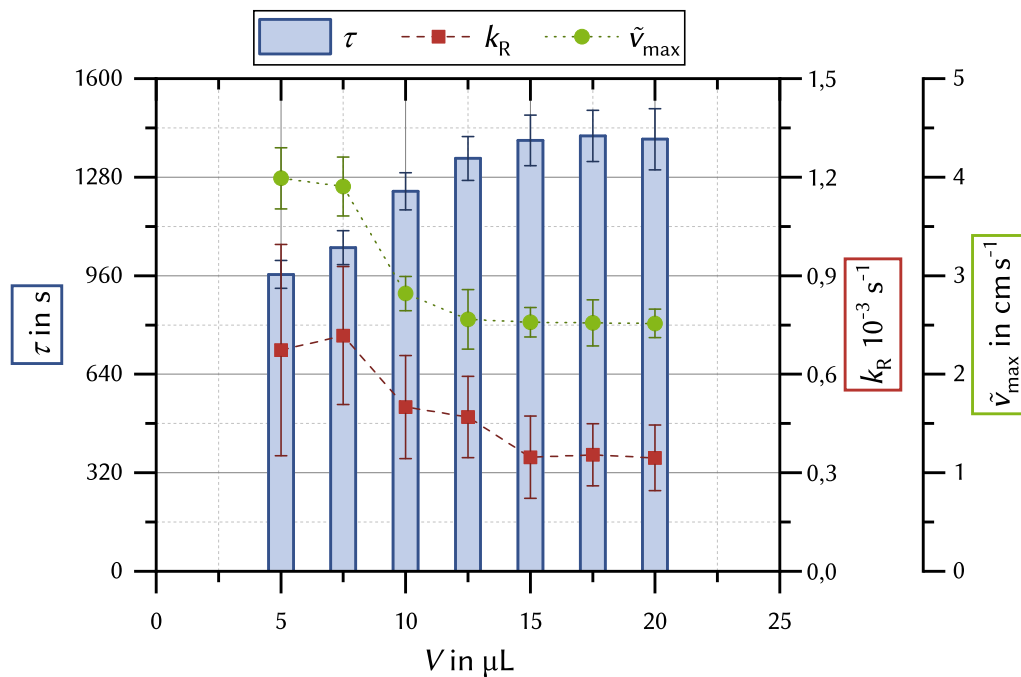 τ k_R ṽ_max
1600 1,5 5
1280 1,2 4
960 0,9 3
640 0,6 2
320 0,3 1
0 0,0 0
τ in s
k_R 10⁻³ s⁻¹
ṽ_max in cm s⁻¹
0 5 10 15 20 25
V in µL